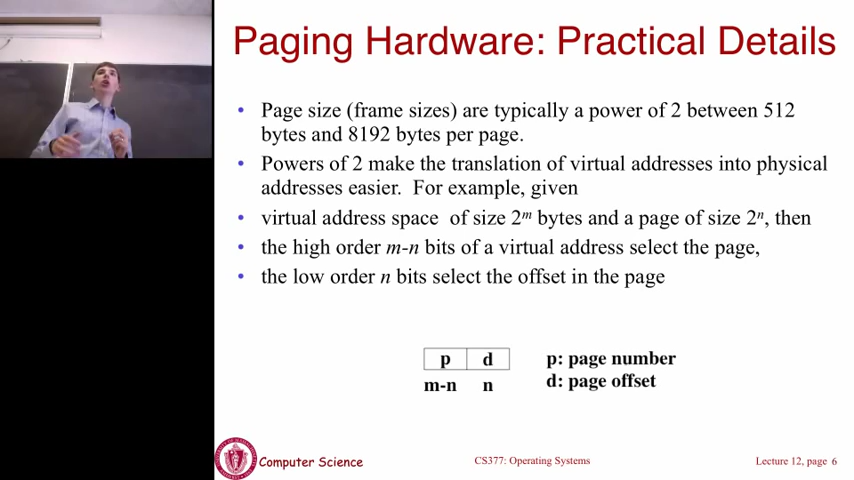 Paging Hardware: Practical Details
• Page size (frame sizes) are typically a power of 2 between 512
bytes and 8192 bytes per page.
• Powers of 2 make the translation of virtual addresses into physical
addresses easier. For example, given
• virtual address space of size 2ᵐ bytes and a page of size 2ⁿ, then
• the high order m-n bits of a virtual address select the page,
• the low order n bits select the offset in the page
p d
m-n n
p: page number
d: page offset
Computer Science
CS377: Operating Systems
Lecture 12, page 6